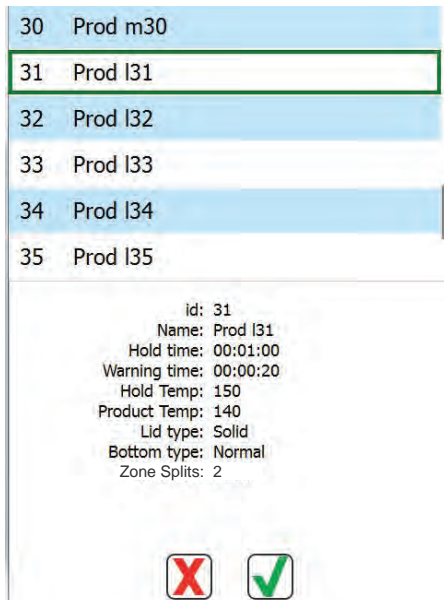 30 Prod m30
31 Prod l31
32 Prod l32
33 Prod l33
34 Prod l34
35 Prod l35
id: 31
Name: Prod l31
Hold time: 00:01:00
Warning time: 00:00:20
Hold Temp: 150
Product Temp: 140
Lid type: Solid
Bottom type: Normal
Zone Splits: 2